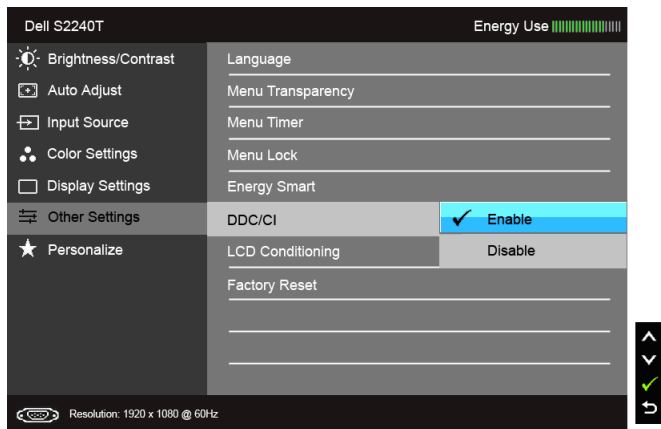 Dell S2240T
Energy Use
Brightness/Contrast
Auto Adjust
Input Source
Color Settings
Display Settings
Other Settings
Personalize
Language
Menu Transparency
Menu Timer
Menu Lock
Energy Smart
DDC/CI
Enable
Disable
LCD Conditioning
Factory Reset
Resolution: 1920 x 1080 @ 60Hz